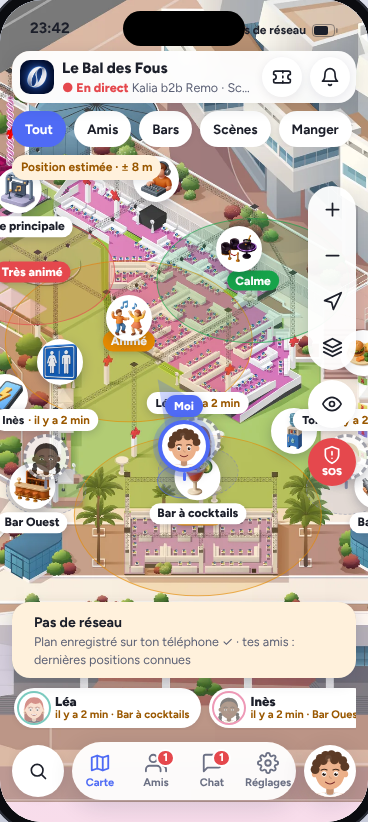 23:42
s de réseau
Le Bal des Fous
En direct Kalia b2b Remo · Sc...
Tout
Amis
Bars
Scènes
Manger
Position estimée · ± 8 m
e principale
Très animé
Calme
Animé
Moi
a 2 min
Inès · il y a 2 min
SOS
Bar à cocktails
Bar Ouest
Ba
Pas de réseau
Plan enregistré sur ton téléphone ✓ · tes amis :
dernières positions connues
Léa
il y a 2 min · Bar à cocktails
Inès
il y a 2 min · Bar Oues
1
1
Carte
Amis
Chat
Réglages